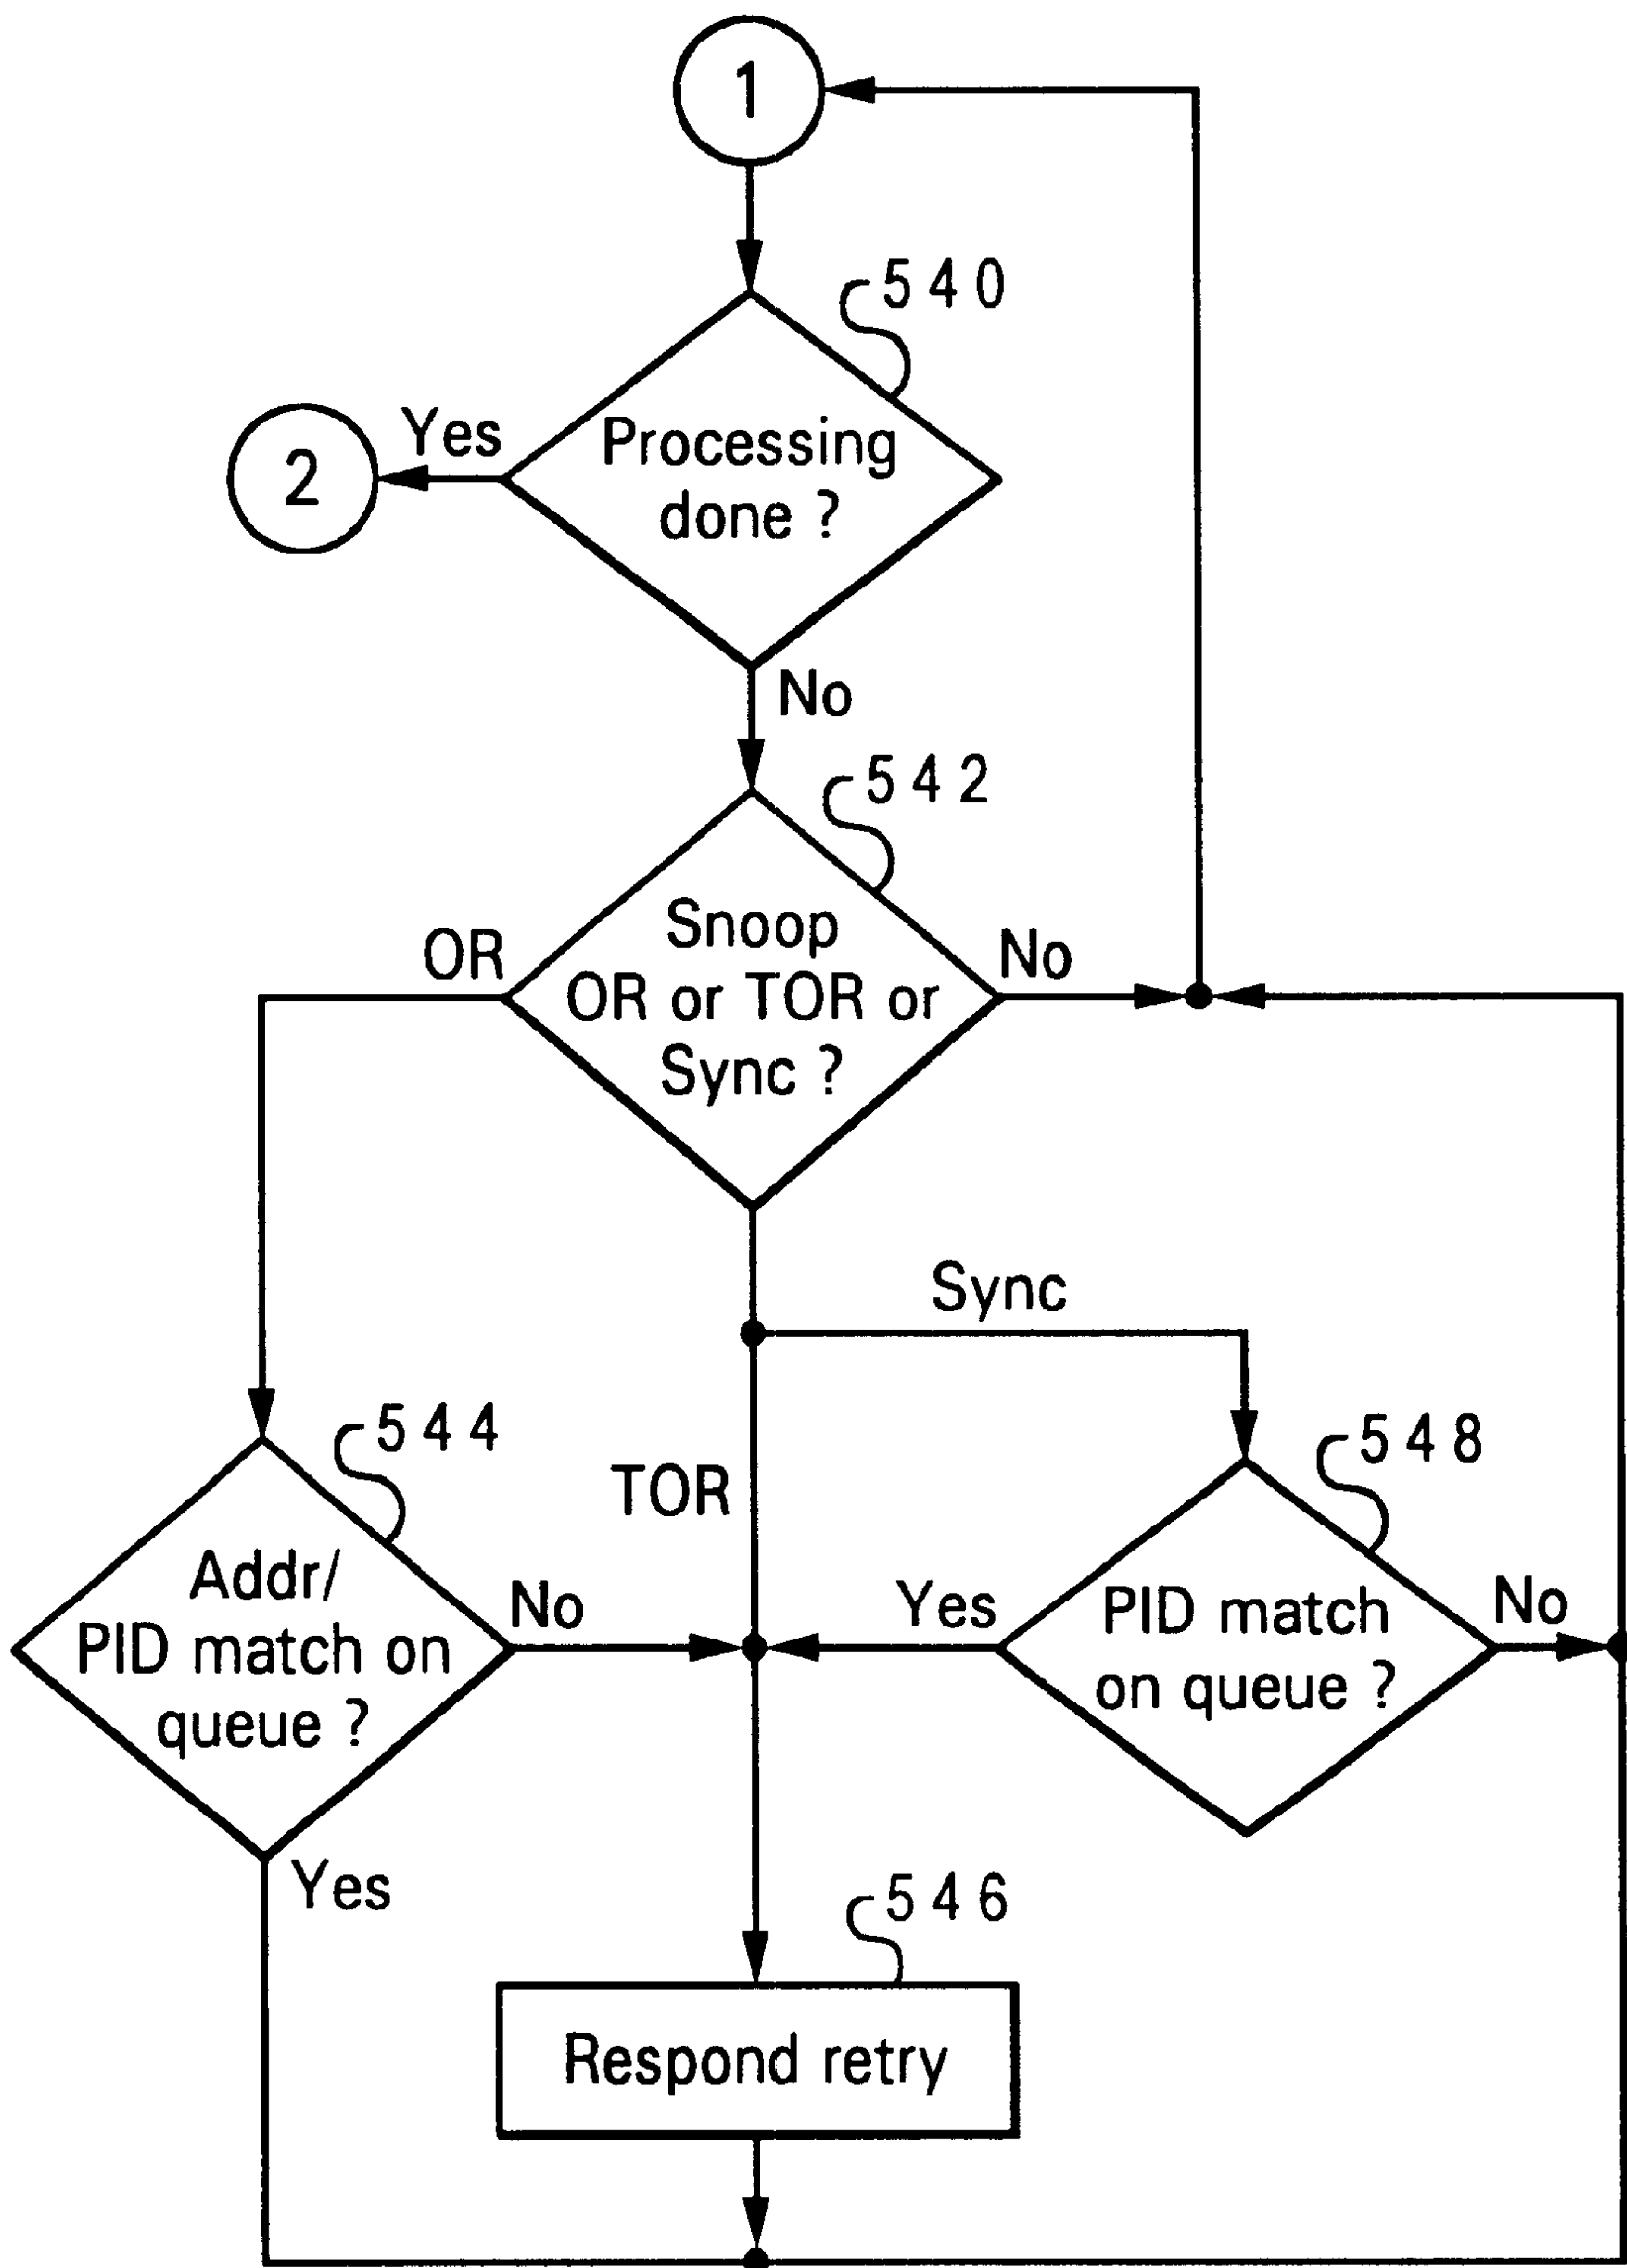 1
540
Yes
Processing
done ?
2
No
542
Snoop
OR or TOR or
Sync ?
OR
No
Sync
544
548
TOR
Addr/
PID match on
queue ?
No
Yes
PID match
on queue ?
No
Yes
546
Respond retry